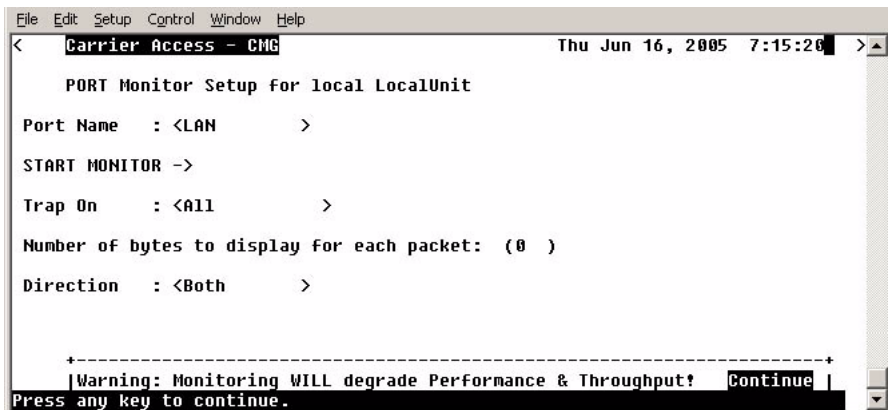 File Edit Setup Control Window Help
< Carrier Access - CMG Thu Jun 16, 2005 7:15:20 >
PORT Monitor Setup for local LocalUnit
Port Name : <LAN >
START MONITOR ->
Trap On : <All >
Number of bytes to display for each packet: (0 )
Direction : <Both >
+---------------------------------------------------------------------------+
|Warning: Monitoring WILL degrade Performance & Throughput! Continue |
Press any key to continue.